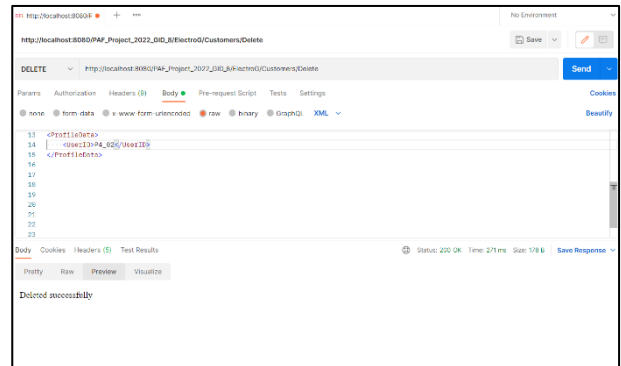 http://localhost:8080/F
No Environment
http://localhost:8080/PAF_Project_2022_GID_8/ElectroG/Customers/Delete
Save
DELETE http://localhost:8080/PAF_Project_2022_GID_8/ElectroG/Customers/Delete Send
Params Authorization Headers (8) Body Pre-request Script Tests Settings Cookies
none form-data x-www-form-urlencoded raw binary GraphQL XML Beautify
13 <ProfileData>
14 <UserID>P4_02</UserID>
15 </ProfileData>
16
17
18
19
20
21
22
23
Body Cookies Headers (5) Test Results Status: 200 OK Time: 271 ms Size: 178 B Save Response
Pretty Raw Preview Visualize
Deleted successfully